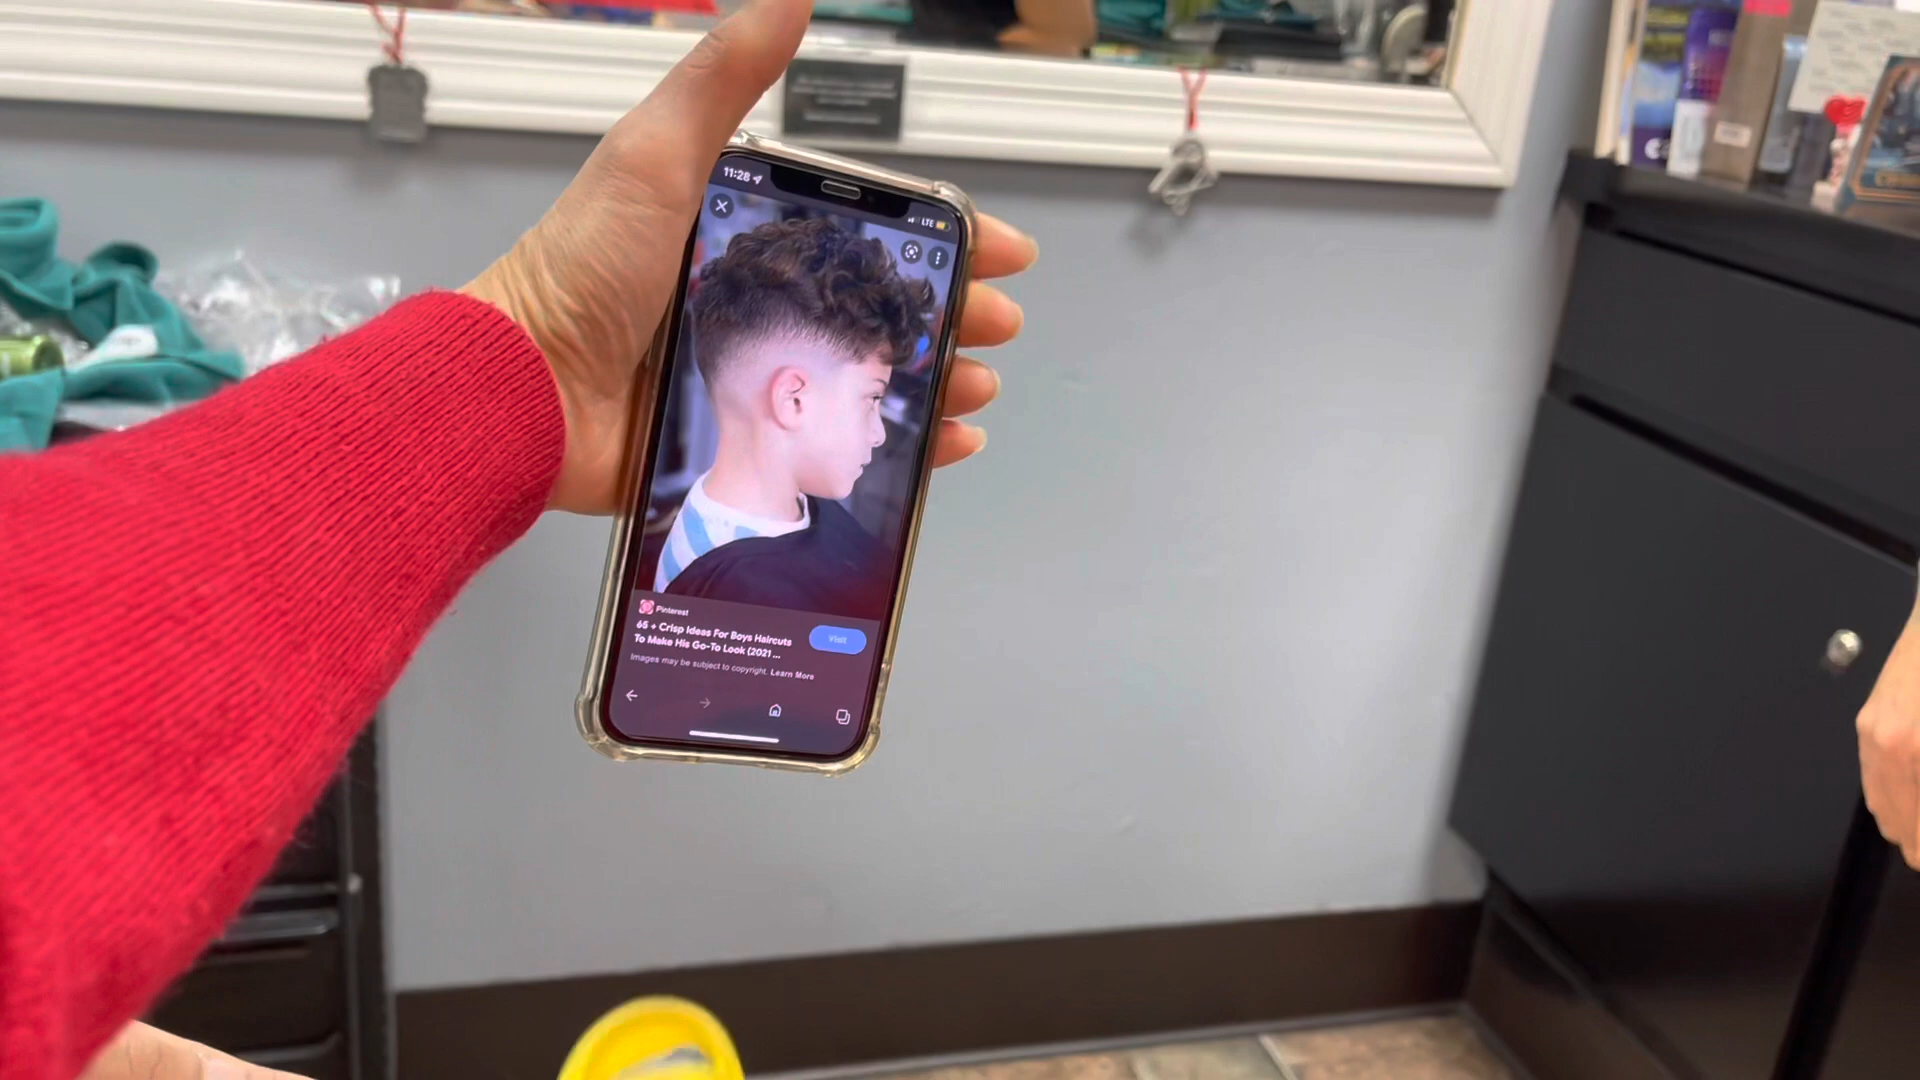 11:28
LTE
Pinterest
65 + Crisp Ideas For Boys Haircuts
To Make His Go-To Look (2021 ...
Visit
Images may be subject to copyright. Learn More